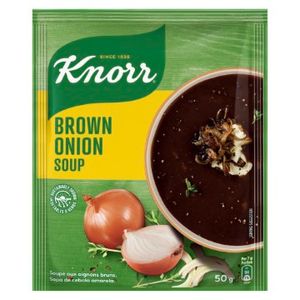 SINCE 1838
Knorr
BROWN
ONION
SOUP
Soupe aux oignons bruns.
Sopa de cebola amarela.
50g